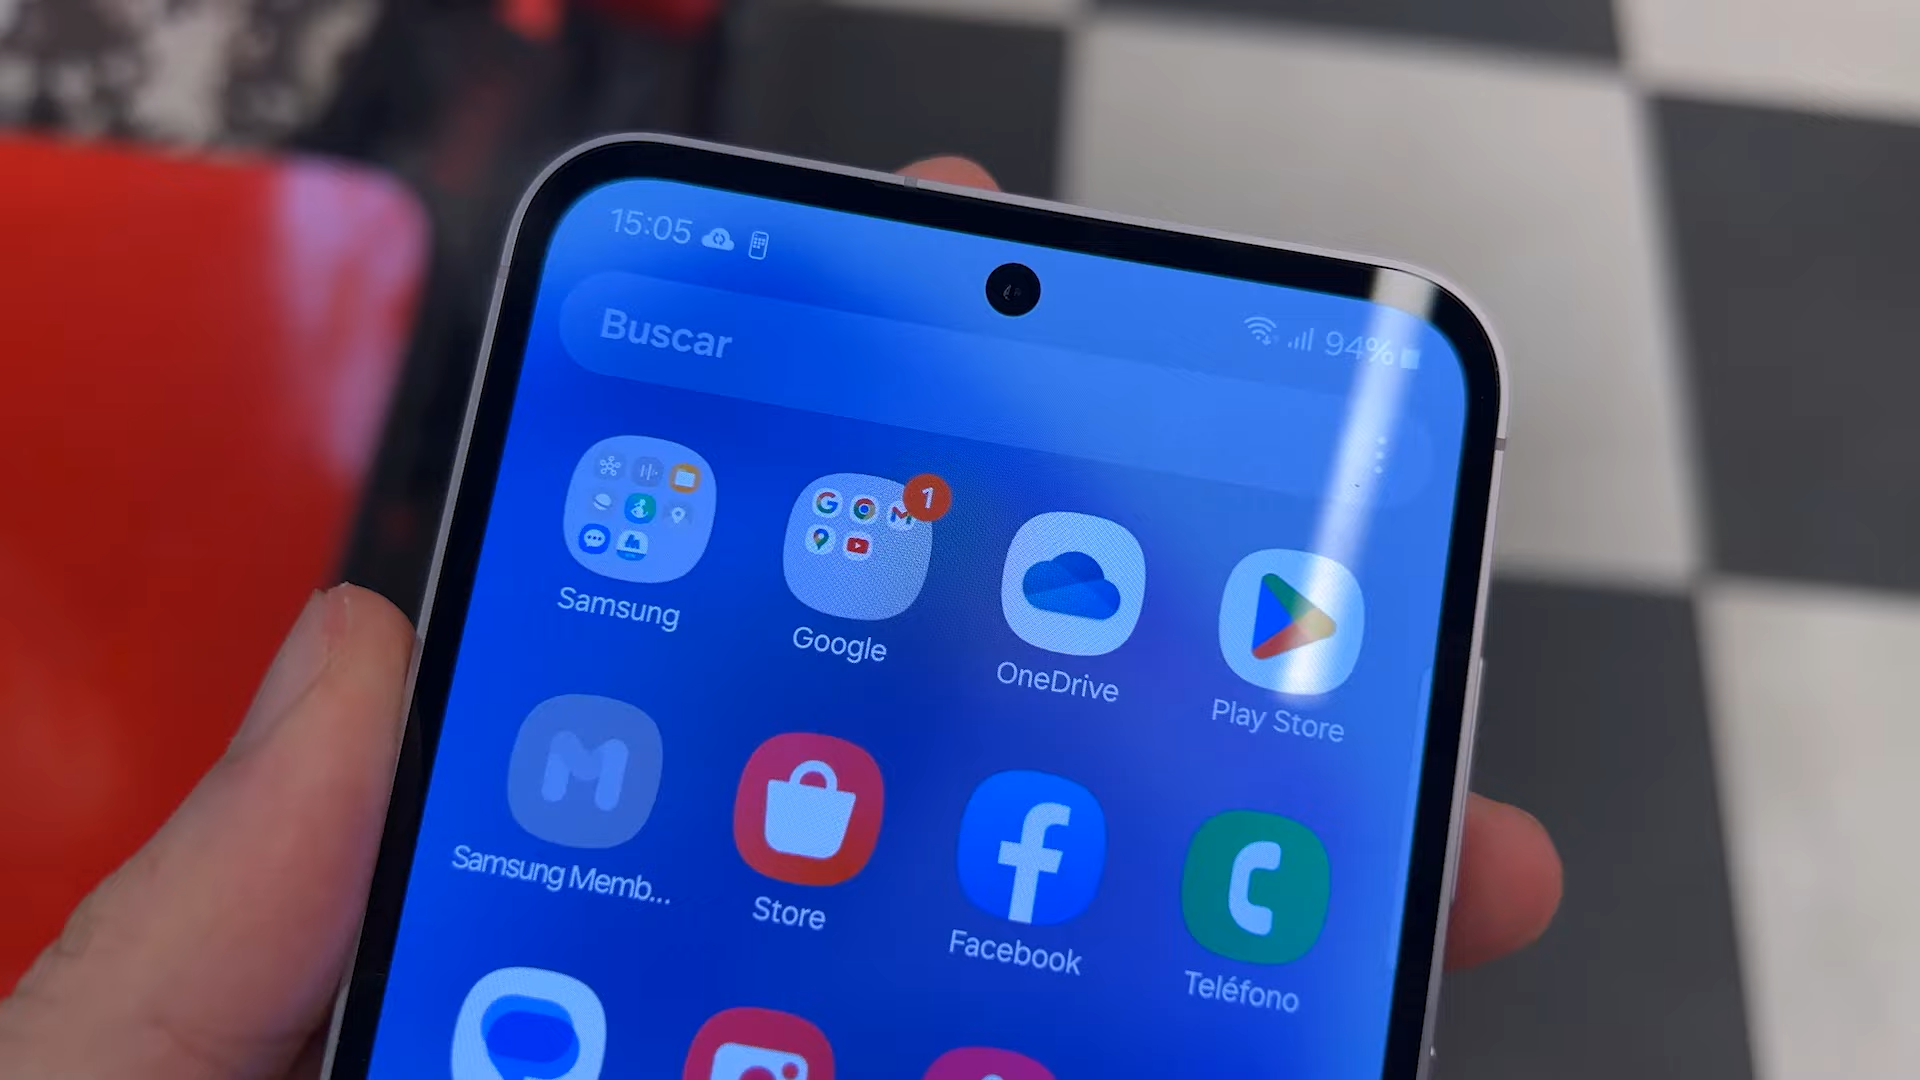 15:05
94%
Buscar
1
Samsung
Google
OneDrive
Play Store
Samsung Memb...
Store
Facebook
Teléfono